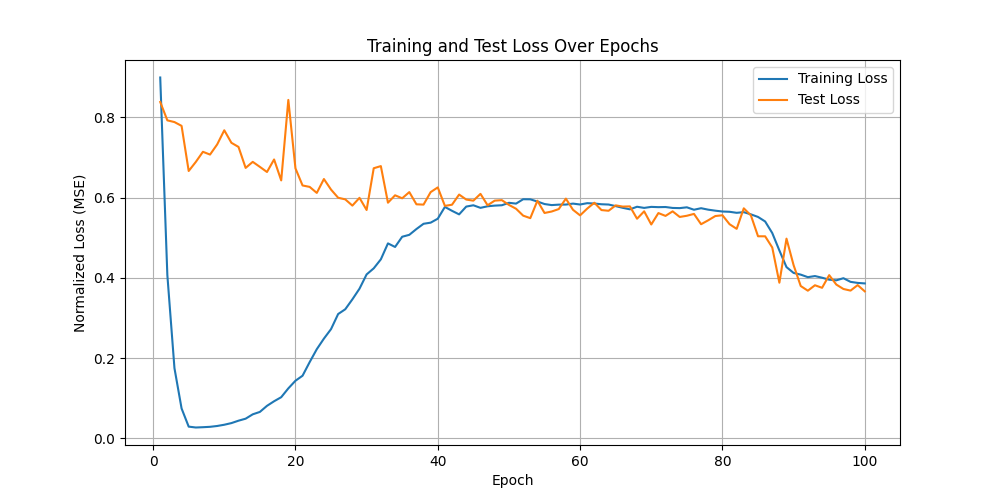 Training and Test Loss Over Epochs
Training Loss
Test Loss
Normalized Loss (MSE)
0.8
0.6
0.4
0.2
0.0
0 20 40 60 80 100
Epoch